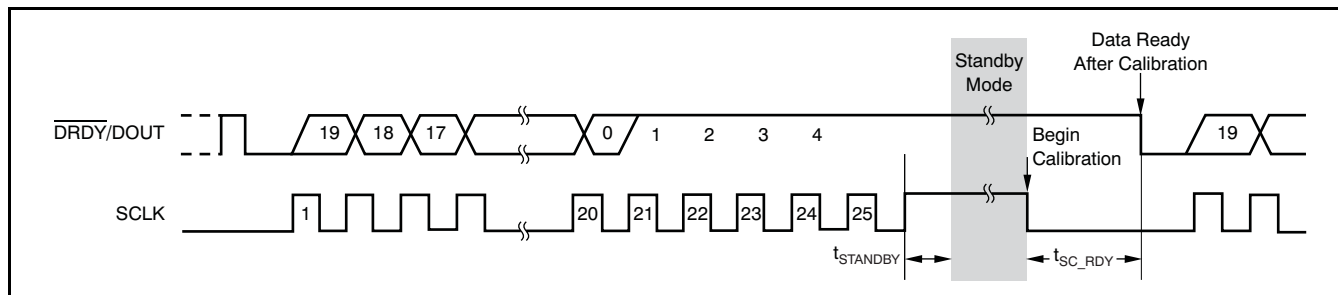 Data Ready
After Calibration
Standby
Mode
DRDY/DOUT
19 18 17 0 1 2 3 4 19
Begin
Calibration
SCLK
1 20 21 22 23 24 25
tSTANDBY
tSC_RDY